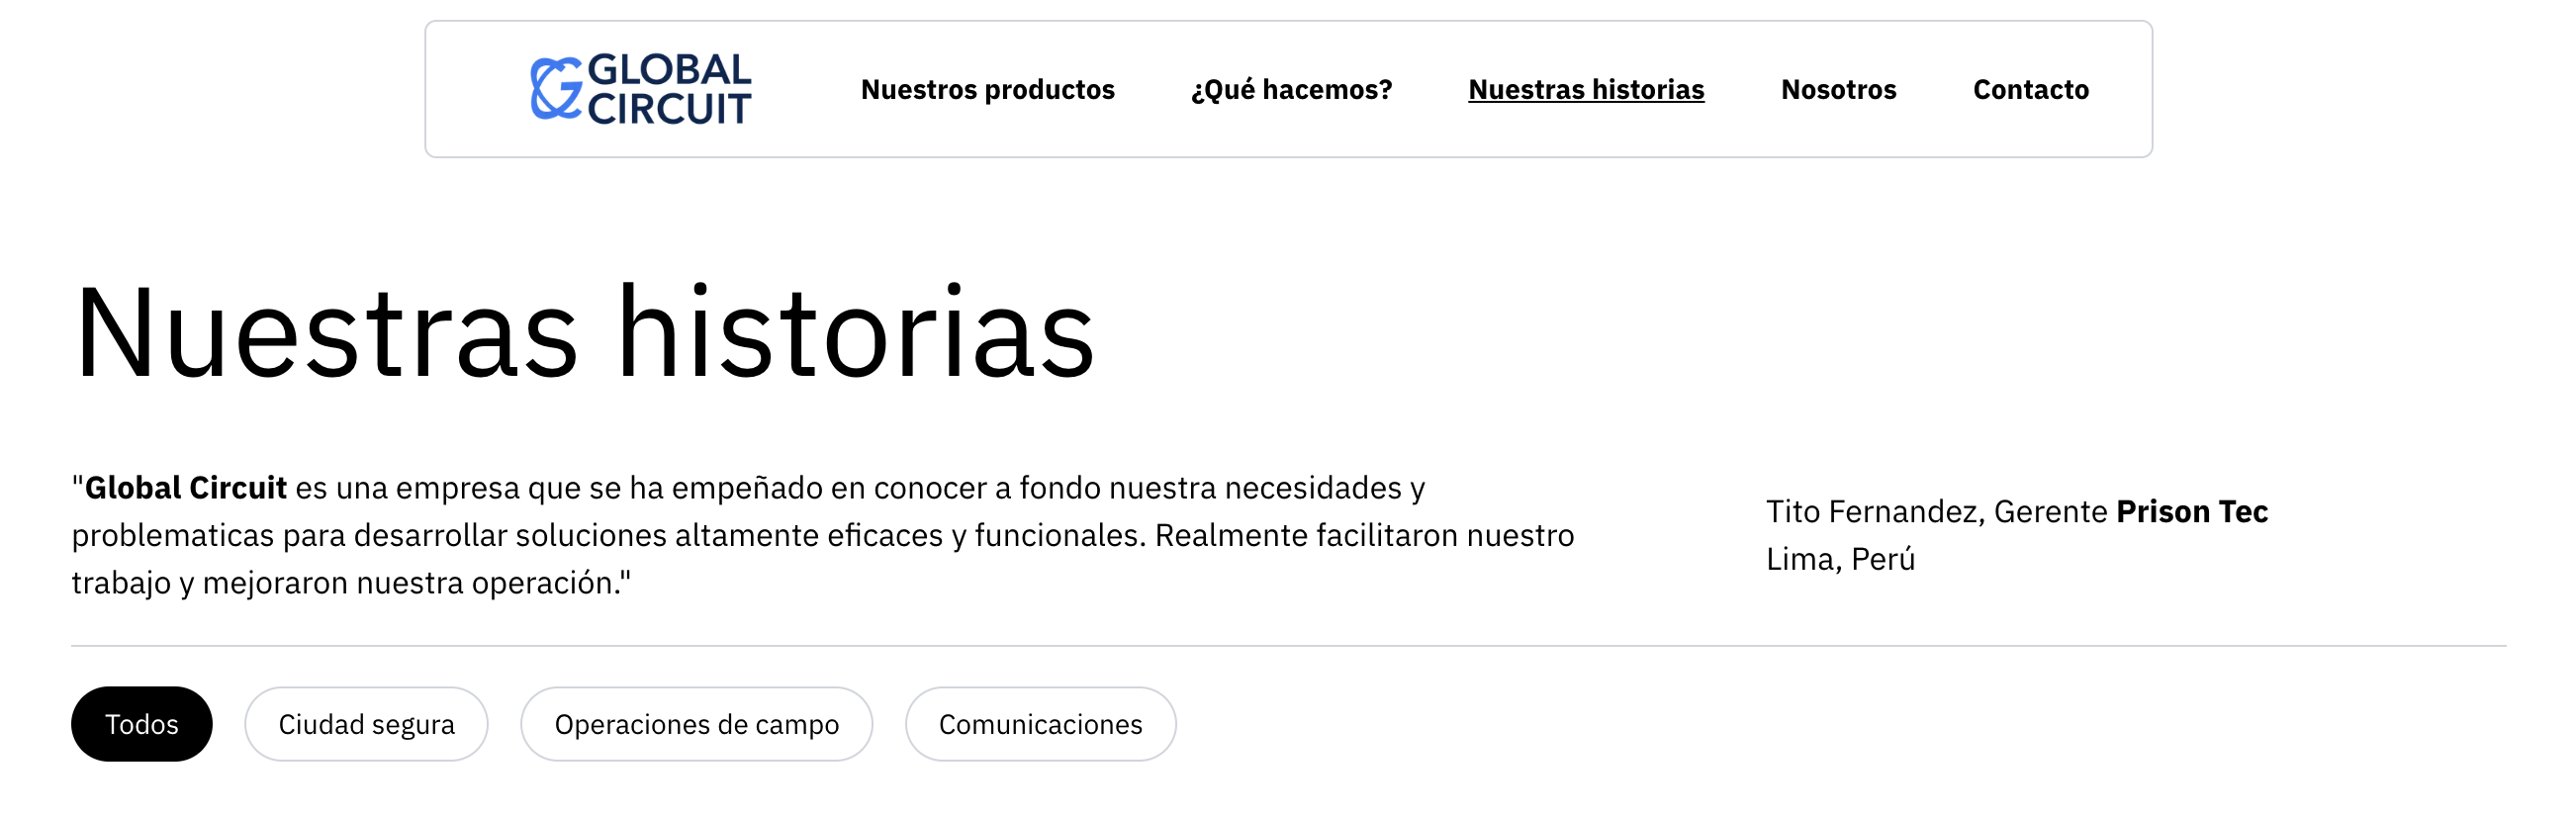 GLOBAL
CIRCUIT
Nuestros productos
¿Qué hacemos?
Nuestras historias
Nosotros
Contacto
Nuestras historias
"Global Circuit es una empresa que se ha empeñado en conocer a fondo nuestra necesidades y
problematicas para desarrollar soluciones altamente eficaces y funcionales. Realmente facilitaron nuestro
trabajo y mejoraron nuestra operación."
Tito Fernandez, Gerente Prison Tec
Lima, Perú
Todos
Ciudad segura
Operaciones de campo
Comunicaciones